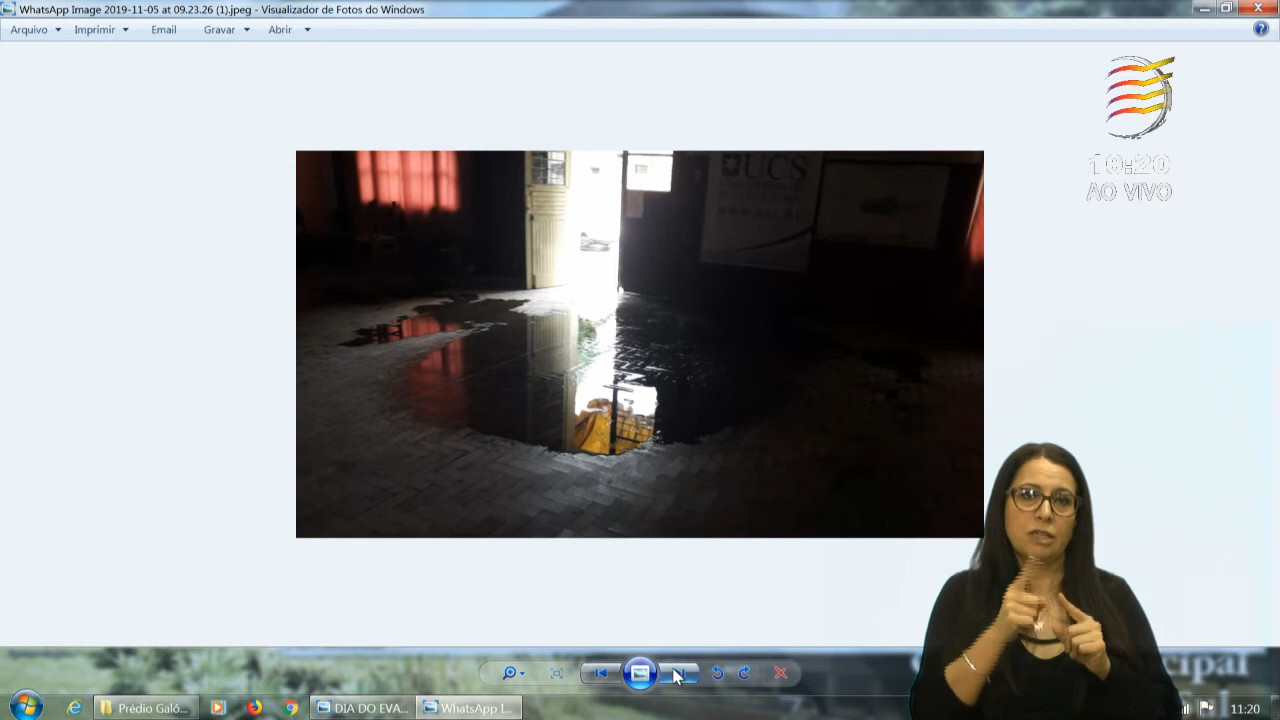 WhatsApp Image 2019-11-05 at 09.23.26 (1).jpeg - Visualizador de Fotos do Windows
Arquivo Imprimir Email Gravar Abrir
19:20
AO VIVO
UCS
Prédio Galó... DIA DO EVA... WhatsApp I... 11:20